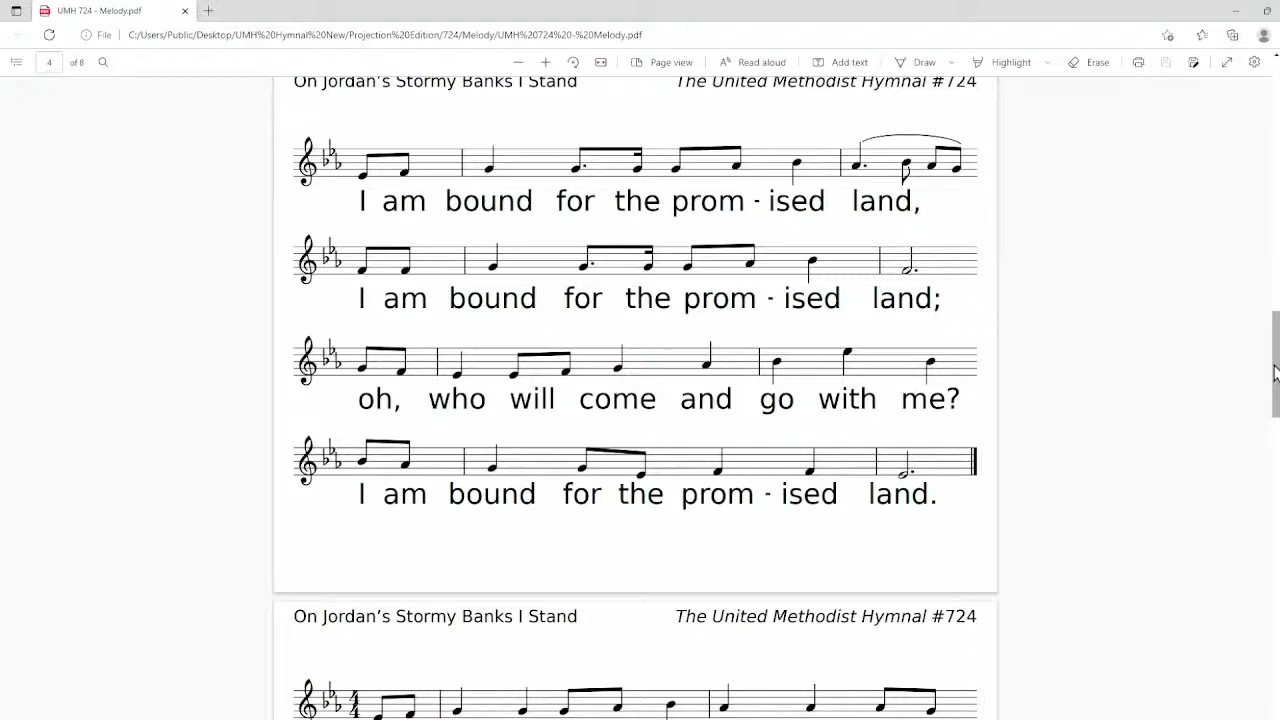 UMH 724 - Melody.pdf
File C:/Users/Public/Desktop/UMH%20Hymnal%20New/Projection%20Edition/724/Melody/UMH%20724%20-%20Melody.pdf
4 of 8 Page view Read aloud Add text Draw Highlight Erase
On Jordan's Stormy Banks I Stand The United Methodist Hymnal #724
I am bound for the prom - ised land,
I am bound for the prom - ised land;
oh, who will come and go with me?
I am bound for the prom - ised land.
On Jordan's Stormy Banks I Stand The United Methodist Hymnal #724
4
4